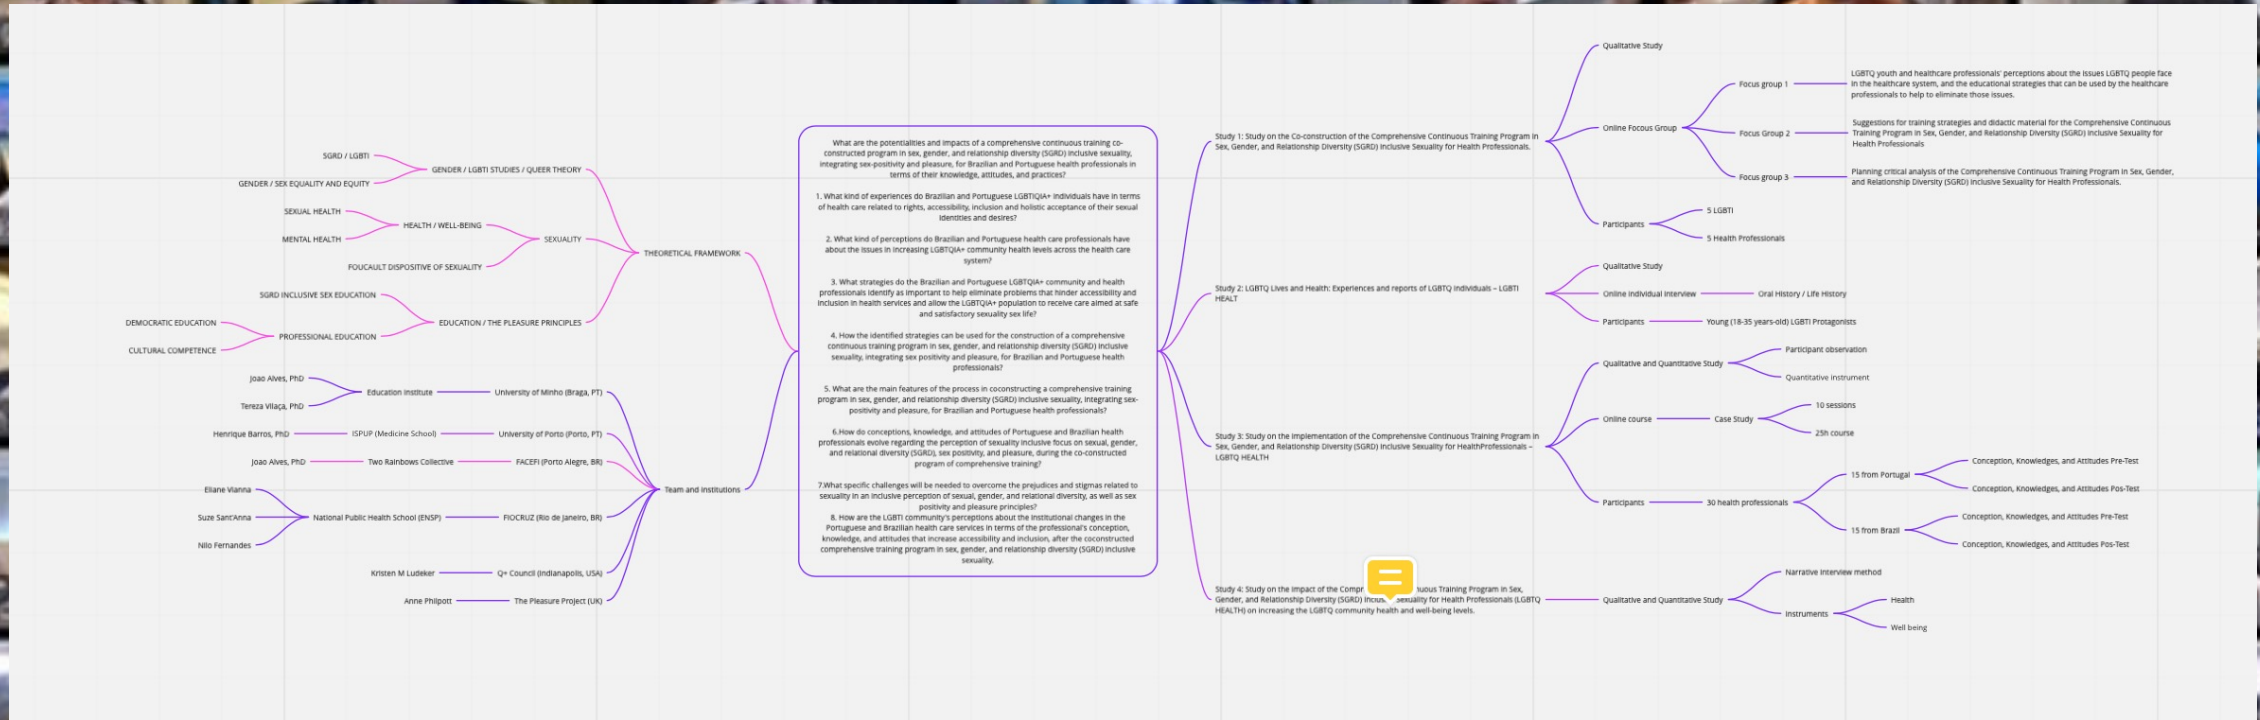 SGRD / LGBTI
GENDER / SEX EQUALITY AND EQUITY
GENDER / LGBTI STUDIES / QUEER THEORY
SEXUAL HEALTH
MENTAL HEALTH
HEALTH / WELL-BEING
FOUCAULT DISPOSITIVE OF SEXUALITY
SEXUALITY
SGRD INCLUSIVE SEX EDUCATION
DEMOCRATIC EDUCATION
CULTURAL COMPETENCE
PROFESSIONAL EDUCATION
EDUCATION / THE PLEASURE PRINCIPLES
THEORETICAL FRAMEWORK
Joao Alves, PhD
Tereza Vilaça, PhD
Education Institute
University of Minho (Braga, PT)
Henrique Barros, PhD
ISPUP (Medicine School)
University of Porto (Porto, PT)
Joao Alves, PhD
Two Rainbows Collective
FACEFI (Porto Alegre, BR)
Eliane Vianna
Suze Sant'Anna
Nilo Fernandes
National Public Health School (ENSP)
FIOCRUZ (Rio de Janeiro, BR)
Kristen M Ludeker
Q+ Council (Indianapolis, USA)
Anne Philpott
The Pleasure Project (UK)
Team and institutions
What are the potentialities and impacts of a comprehensive continuous training co-
constructed program in sex, gender, and relationship diversity (SGRD) inclusive sexuality,
integrating sex-positivity and pleasure, for Brazilian and Portuguese health professionals in
terms of their knowledge, attitudes, and practices?
1. What kind of experiences do Brazilian and Portuguese LGBTIQIA+ individuals have in terms
of health care related to rights, accessibility, inclusion and holistic acceptance of their sexual
identities and desires?
2. What kind of perceptions do Brazilian and Portuguese health care professionals have
about the issues in increasing LGBTQIA+ community health levels across the health care
system?
3. What strategies do the Brazilian and Portuguese LGBTQIA+ community and health
professionals identify as important to help eliminate problems that hinder accessibility and
inclusion in health services and allow the LGBTQIA+ population to receive care aimed at safe
and satisfactory sexuality sex life?
4. How the identified strategies can be used for the construction of a comprehensive
continuous training program in sex, gender, and relationship diversity (SGRD) inclusive
sexuality, integrating sex positivity and pleasure, for Brazilian and Portuguese health
professionals?
5. What are the main features of the process in coconstructing a comprehensive training
program in sex, gender, and relationship diversity (SGRD) inclusive sexuality, integrating sex-
positivity and pleasure, for Brazilian and Portuguese health professionals?
6.How do conceptions, knowledge, and attitudes of Portuguese and Brazilian health
professionals evolve regarding the perception of sexuality inclusive focus on sexual, gender,
and relational diversity (SGRD), sex positivity, and pleasure, during the co-constructed
program of comprehensive training?
7.What specific challenges will be needed to overcome the prejudices and stigmas related to
sexuality in an inclusive perception of sexual, gender, and relational diversity, as well as sex
positivity and pleasure principles?
8. How are the LGBTI community's perceptions about the institutional changes in the
Portuguese and Brazilian health care services in terms of the professional's conception,
knowledge, and attitudes that increase accessibility and inclusion, after the coconstructed
comprehensive training program in sex, gender, and relationship diversity (SGRD) inclusive
sexuality.
Study 1: Study on the Co-construction of the Comprehensive Continuous Training Program in
Sex, Gender, and Relationship Diversity (SGRD) Inclusive Sexuality for Health Professionals.
Qualitative Study
Online Focous Group
Focus group 1
LGBTQ youth and healthcare professionals' perceptions about the issues LGBTQ people face
in the healthcare system, and the educational strategies that can be used by the healthcare
professionals to help to eliminate those issues.
Focus Group 2
Suggestions for training strategies and didactic material for the Comprehensive Continuous
Training Program in Sex, Gender, and Relationship Diversity (SGRD) Inclusive Sexuality for
Health Professionals
Focus group 3
Planning critical analysis of the Comprehensive Continuous Training Program in Sex, Gender,
and Relationship Diversity (SGRD) Inclusive Sexuality for Health Professionals.
Participants
5 LGBTI
5 Health Professionals
Study 2: LGBTQ Lives and Health: Experiences and reports of LGBTQ individuals – LGBTI
HEALT
Qualitative Study
Online Individual Interview
Oral History / Life History
Participants
Young (18-35 years-old) LGBTI Protagonists
Study 3: Study on the Implementation of the Comprehensive Continuous Training Program in
Sex, Gender, and Relationship Diversity (SGRD) Inclusive Sexuality for HealthProfessionals –
LGBTQ HEALTH
Qualitative and Quantitative Study
Participant observation
Quantitative instrument
Online course
Case Study
10 sessions
25h course
Participants
30 health professionals
15 from Portugal
Conception, Knowledges, and Attitudes Pre-Test
Conception, Knowledges, and Attitudes Pos-Test
15 from Brazil
Conception, Knowledges, and Attitudes Pre-Test
Conception, Knowledges, and Attitudes Pos-Test
Study 4: Study on the Impact of the Compr nuous Training Program in Sex,
Gender, and Relationship Diversity (SGRD) Inclus Sexuality for Health Professionals (LGBTQ
HEALTH) on increasing the LGBTQ community health and well-being levels.
Qualitative and Quantitative Study
Narrative Interview method
Instruments
Health
Well being